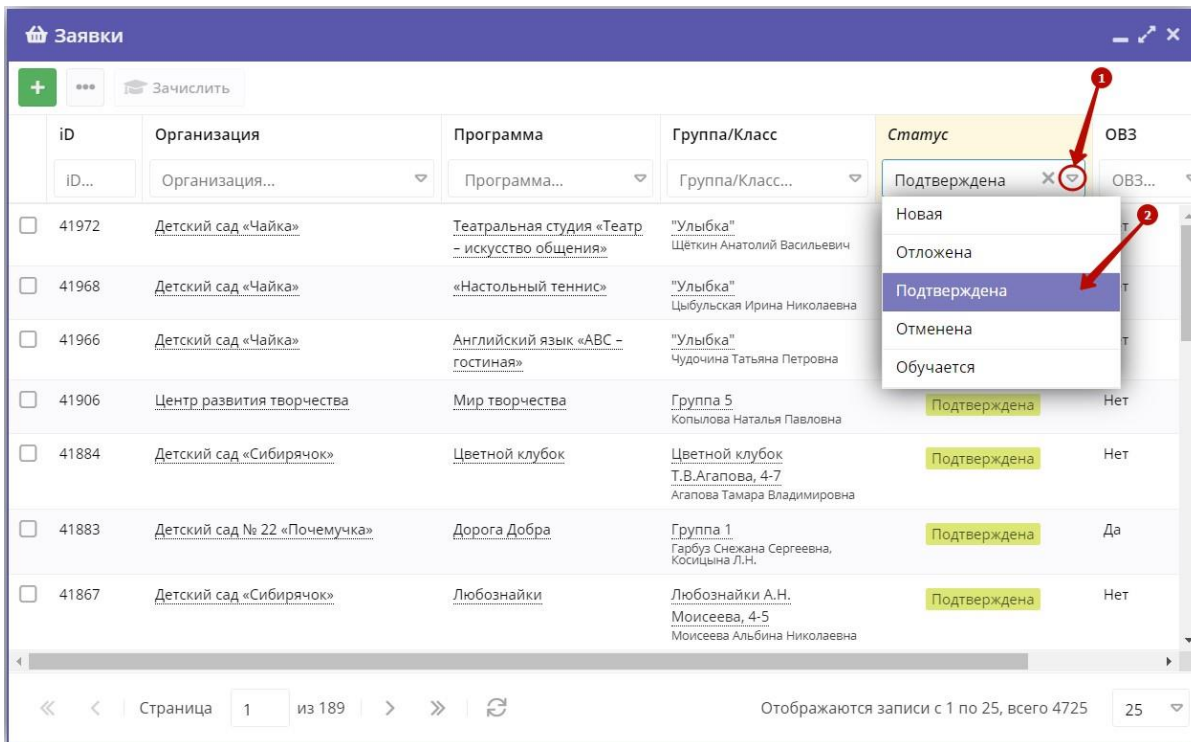 Заявки
Зачислить
1
iD Организация Программа Группа/Класс Статус ОВЗ
iD... Организация... Программа... Группа/Класс... Подтверждена ОВЗ...
Новая
Отложена
Подтверждена
Отменена
Обучается
2
41972 Детский сад «Чайка» Театральная студия «Театр "Улыбка"
– искусство общения» Щёткин Анатолий Васильевич
41968 Детский сад «Чайка» «Настольный теннис» "Улыбка"
Цыбульская Ирина Николаевна
41966 Детский сад «Чайка» Английский язык «АВС – "Улыбка"
гостиная» Чудочина Татьяна Петровна
41906 Центр развития творчества Мир творчества Группа 5 Подтверждена Нет
Копылова Наталья Павловна
41884 Детский сад «Сибирячок» Цветной клубок Цветной клубок Подтверждена Нет
Т.В.Агапова, 4-7
Агапова Тамара Владимировна
41883 Детский сад № 22 «Почемучка» Дорога Добра Группа 1 Подтверждена Да
Гарбуз Снежана Сергеевна,
Косицына Л.Н.
41867 Детский сад «Сибирячок» Любознайки Любознайки А.Н. Подтверждена Нет
Моисеева, 4-5
Моисеева Альбина Николаевна
Страница 1 из 189 Отображаются записи с 1 по 25, всего 4725 25